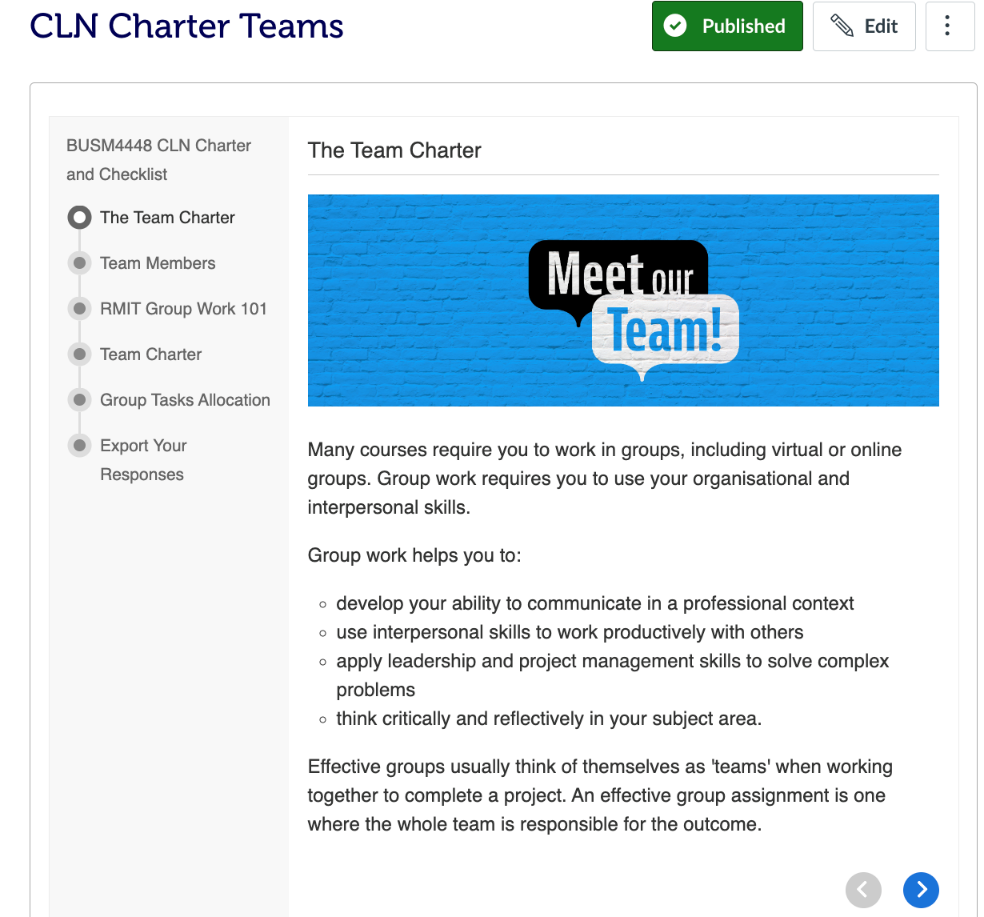 CLN Charter Teams
Published
Edit
BUSM4448 CLN Charter
and Checklist
The Team Charter
Team Members
RMIT Group Work 101
Team Charter
Group Tasks Allocation
Export Your
Responses
The Team Charter
Meet our
Team!
Many courses require you to work in groups, including virtual or online
groups. Group work requires you to use your organisational and
interpersonal skills.
Group work helps you to:
develop your ability to communicate in a professional context
use interpersonal skills to work productively with others
apply leadership and project management skills to solve complex
problems
think critically and reflectively in your subject area.
Effective groups usually think of themselves as 'teams' when working
together to complete a project. An effective group assignment is one
where the whole team is responsible for the outcome.